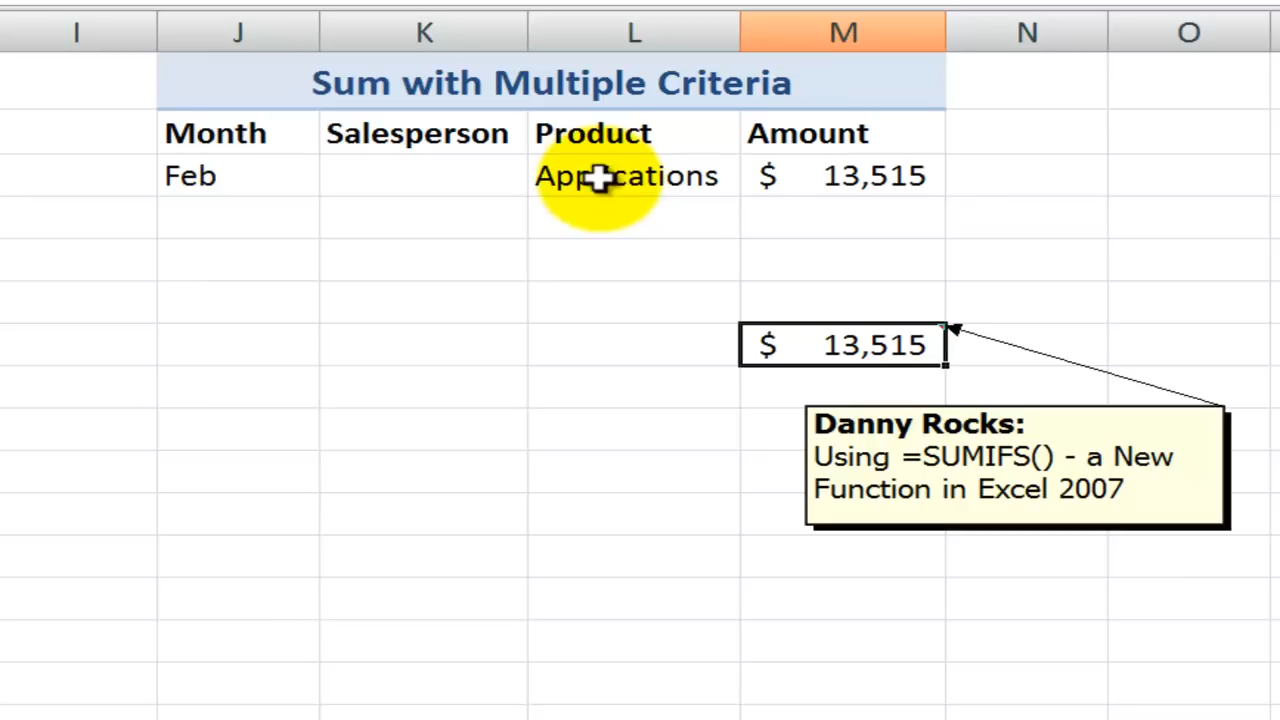 I J K L M N O
Sum with Multiple Criteria
Month Salesperson Product Amount
Feb Applications $ 13,515
$ 13,515
Danny Rocks:
Using =SUMIFS() - a New
Function in Excel 2007